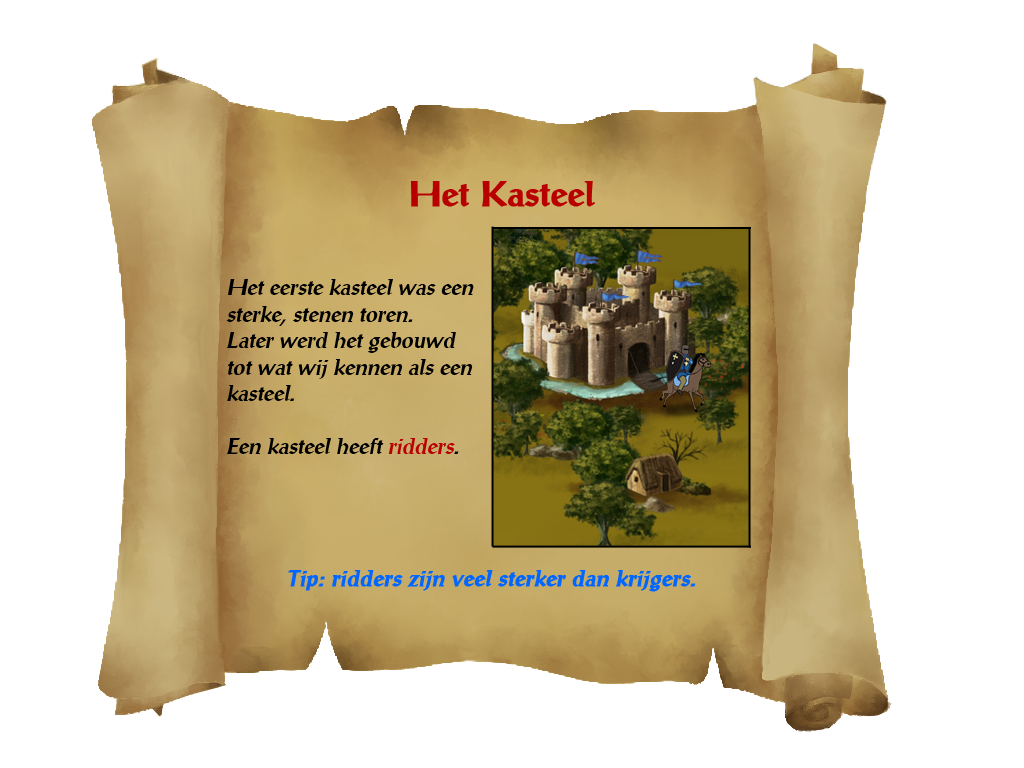 Het Kasteel
Het eerste kasteel was een
sterke, stenen toren.
Later werd het gebouwd
tot wat wij kennen als een
kasteel.
Een kasteel heeft ridders.
Tip: ridders zijn veel sterker dan krijgers.